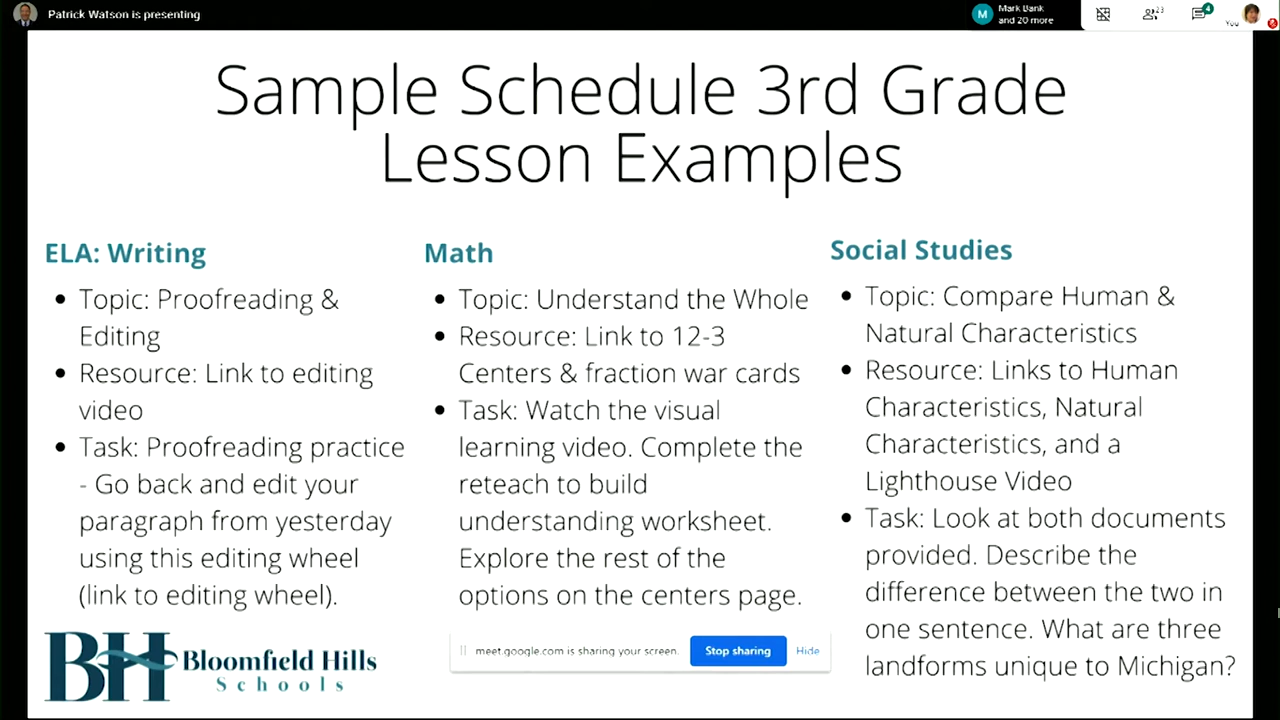 Patrick Watson is presenting
M
Mark Bank
and 20 more
23
4
You
Sample Schedule 3rd Grade
Lesson Examples
ELA: Writing
• Topic: Proofreading &
Editing
• Resource: Link to editing
video
• Task: Proofreading practice
- Go back and edit your
paragraph from yesterday
using this editing wheel
(link to editing wheel).
Math
• Topic: Understand the Whole
• Resource: Link to 12-3
Centers & fraction war cards
• Task: Watch the visual
learning video. Complete the
reteach to build
understanding worksheet.
Explore the rest of the
options on the centers page.
Social Studies
• Topic: Compare Human &
Natural Characteristics
• Resource: Links to Human
Characteristics, Natural
Characteristics, and a
Lighthouse Video
• Task: Look at both documents
provided. Describe the
difference between the two in
one sentence. What are three
landforms unique to Michigan?
BH Bloomfield Hills
Schools
meet.google.com is sharing your screen.
Stop sharing
Hide